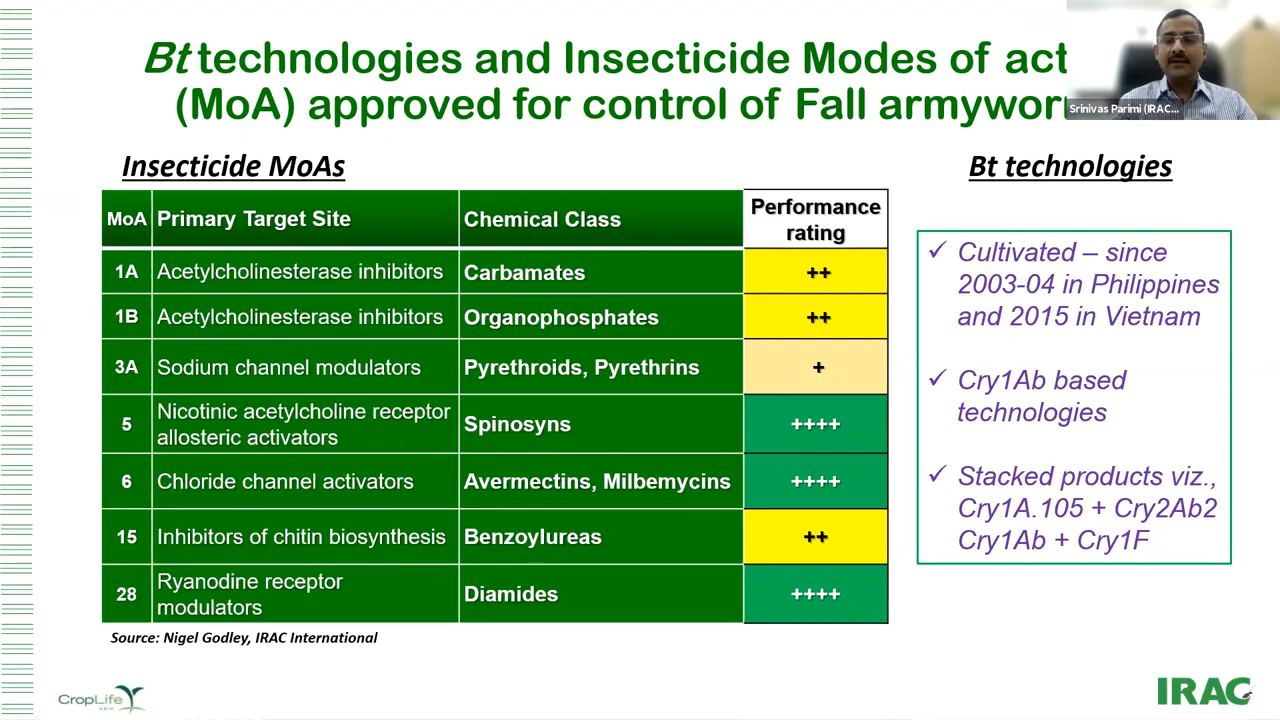 Bt technologies and Insecticide Modes of act
(MoA) approved for control of Fall armywor
Srinivas Parimi (IRAC...
Insecticide MoAs
Bt technologies
MoA Primary Target Site Chemical Class Performance rating
1A Acetylcholinesterase inhibitors Carbamates ++
1B Acetylcholinesterase inhibitors Organophosphates ++
3A Sodium channel modulators Pyrethroids, Pyrethrins +
5 Nicotinic acetylcholine receptor allosteric activators Spinosyns ++++
6 Chloride channel activators Avermectins, Milbemycins ++++
15 Inhibitors of chitin biosynthesis Benzoylureas ++
28 Ryanodine receptor modulators Diamides ++++
Source: Nigel Godley, IRAC International
✓ Cultivated – since
2003-04 in Philippines
and 2015 in Vietnam
✓ Cry1Ab based
technologies
✓ Stacked products viz.,
Cry1A.105 + Cry2Ab2
Cry1Ab + Cry1F
CropLife
ASIA
IRAC